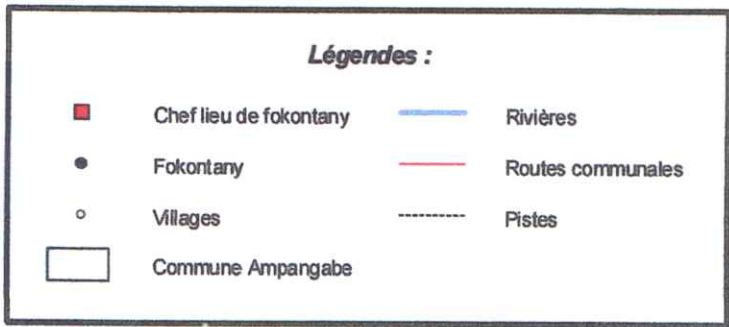 Légendes :
Chef lieu de fokontany
Rivières
Fokontany
Routes communales
Villages
Pistes
Commune Ampangabe